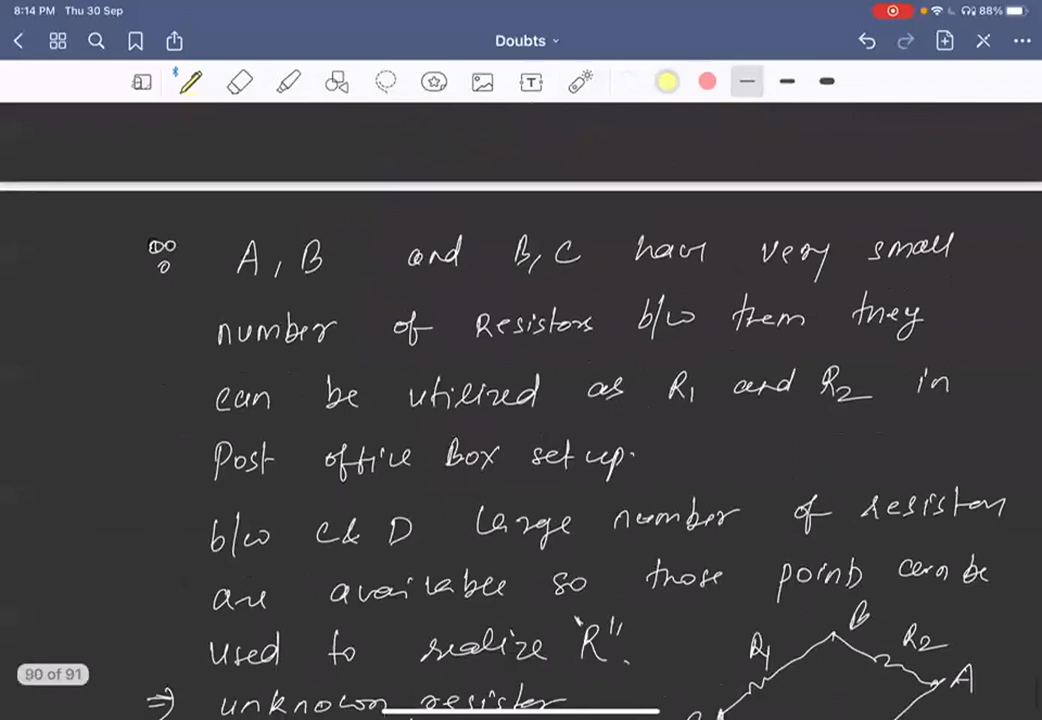 8:14 PM Thu 30 Sep
88%
Doubts
A, B and B, C have very small
number of Resistors b/w them they
can be utilized as R1 and R2 in
Post office Box set up.
b/w C & D large number of resistors
are available so those point can be
used to realize "R".
⇒ unknown resistor
B
R1
R2
A
90 of 91